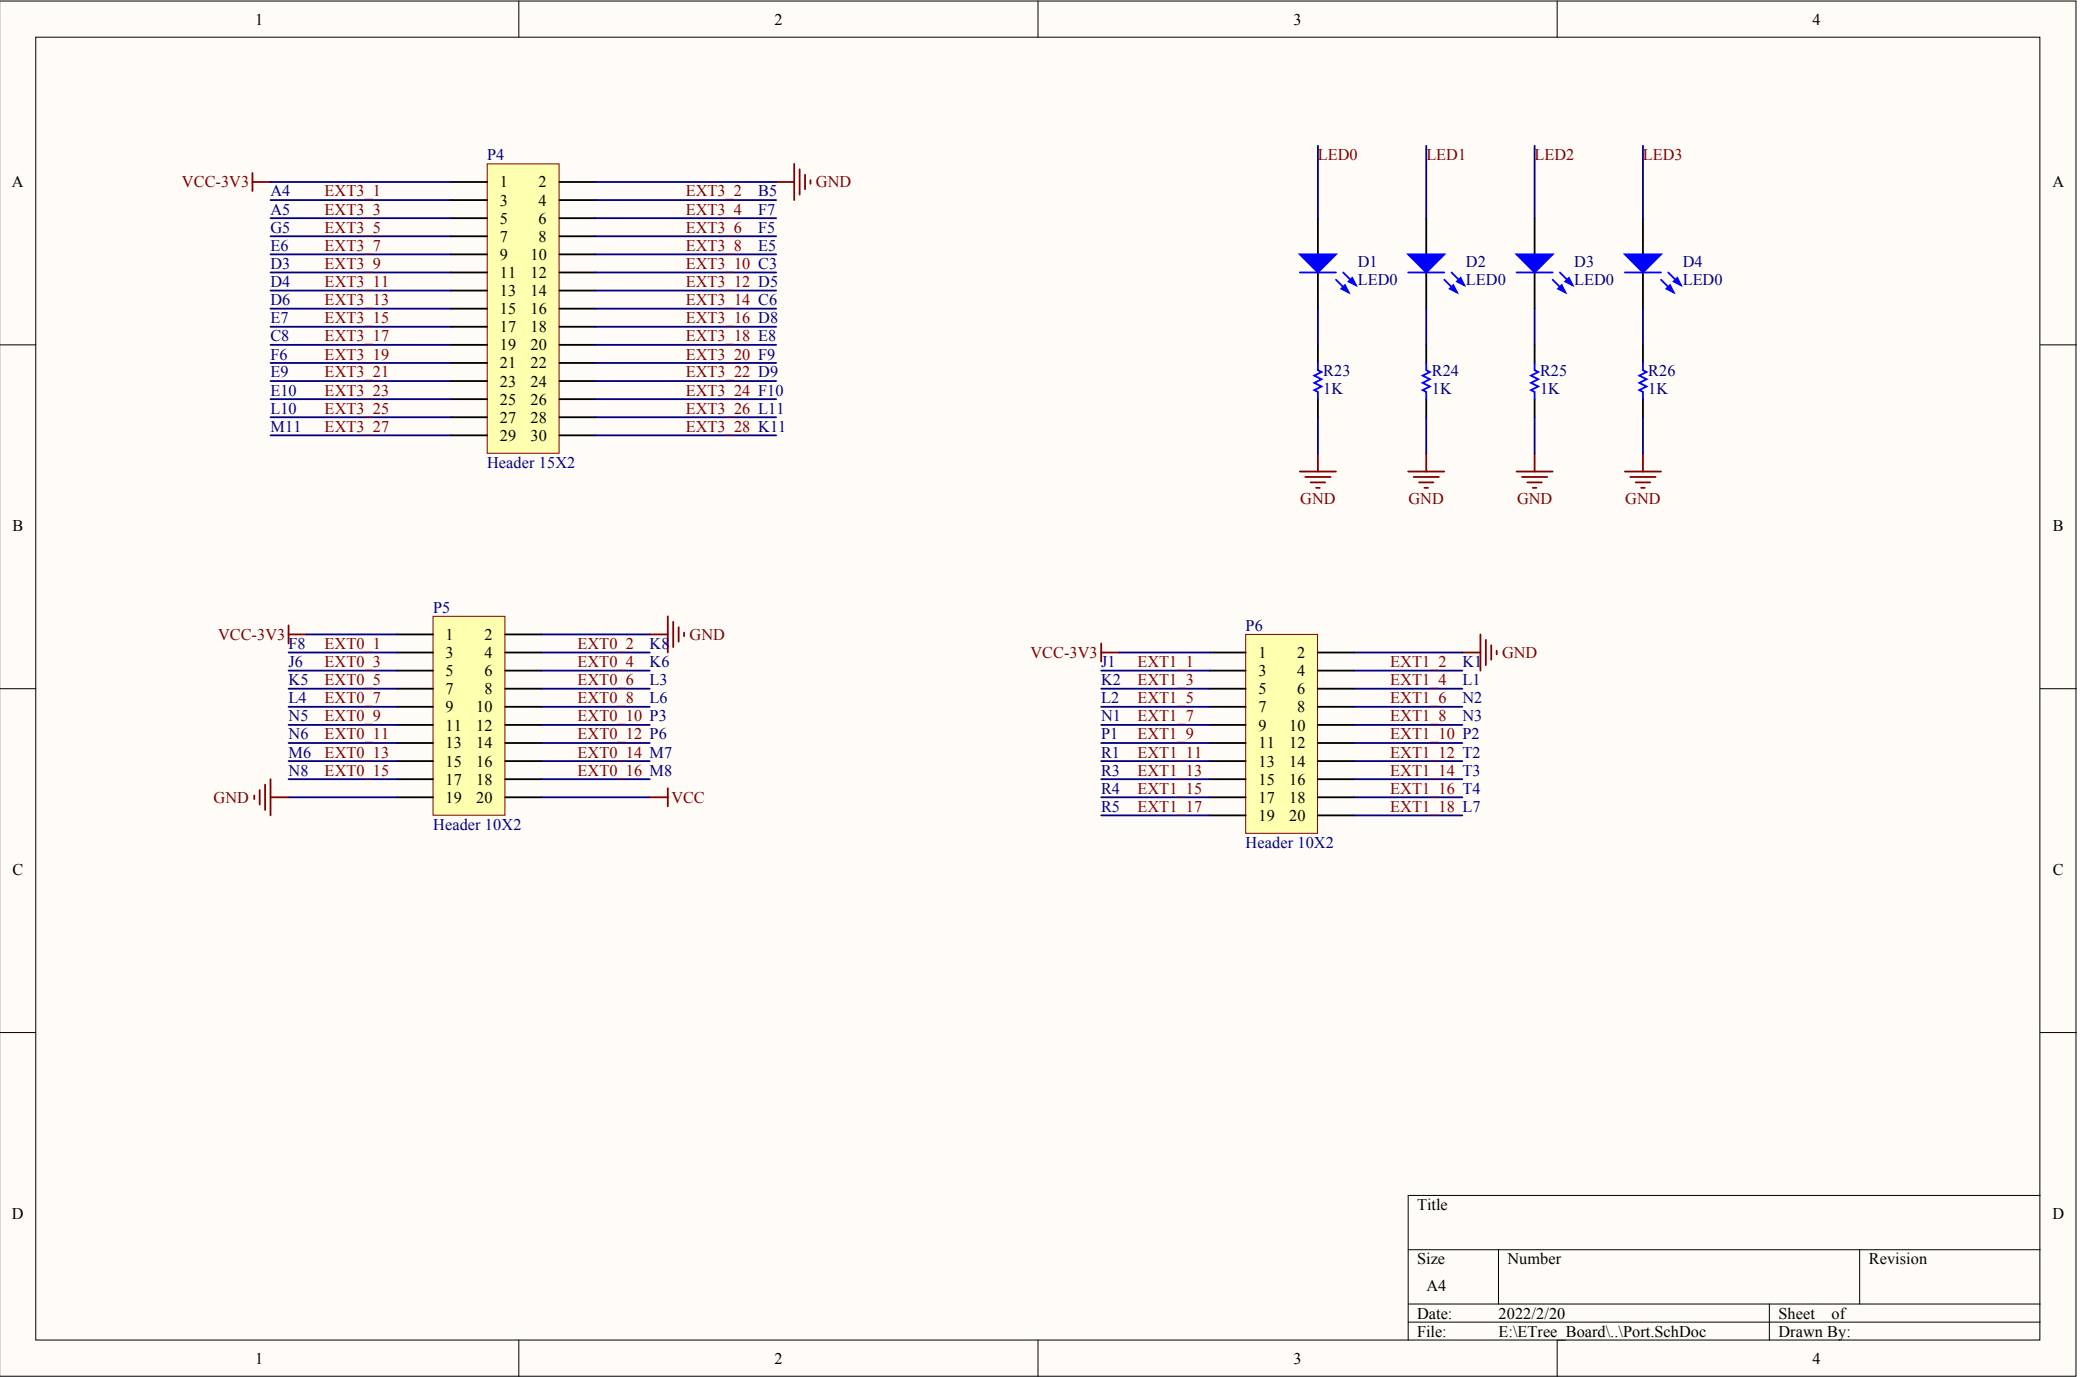 1 2 3 4
A A
B B
C C
D D
P4
VCC-3V3 1 2 GND
A4 EXT3_1 3 4 EXT3_2 B5
A5 EXT3_3 5 6 EXT3_4 F7
G5 EXT3_5 7 8 EXT3_6 F5
E6 EXT3_7 9 10 EXT3_8 E5
D3 EXT3_9 11 12 EXT3_10 C3
D4 EXT3_11 13 14 EXT3_12 D5
D6 EXT3_13 15 16 EXT3_14 C6
E7 EXT3_15 17 18 EXT3_16 D8
C8 EXT3_17 19 20 EXT3_18 E8
F6 EXT3_19 21 22 EXT3_20 F9
E9 EXT3_21 23 24 EXT3_22 D9
E10 EXT3_23 25 26 EXT3_24 F10
L10 EXT3_25 27 28 EXT3_26 L11
M11 EXT3_27 29 30 EXT3_28 K11
Header 15X2
LED0 LED1 LED2 LED3
D1 D2 D3 D4
LED0 LED0 LED0 LED0
R23 R24 R25 R26
1K 1K 1K 1K
GND GND GND GND
P5
VCC-3V3 1 2 GND
F8 EXT0_1 3 4 EXT0_2 K8
J6 EXT0_3 5 6 EXT0_4 K6
K5 EXT0_5 7 8 EXT0_6 L3
L4 EXT0_7 9 10 EXT0_8 L6
N5 EXT0_9 11 12 EXT0_10 P3
N6 EXT0_11 13 14 EXT0_12 P6
M6 EXT0_13 15 16 EXT0_14 M7
N8 EXT0_15 17 18 EXT0_16 M8
GND 19 20 VCC
Header 10X2
P6
VCC-3V3 1 2 GND
J1 EXT1_1 3 4 EXT1_2 K1
K2 EXT1_3 5 6 EXT1_4 L1
L2 EXT1_5 7 8 EXT1_6 N2
N1 EXT1_7 9 10 EXT1_8 N3
P1 EXT1_9 11 12 EXT1_10 P2
R1 EXT1_11 13 14 EXT1_12 T2
R3 EXT1_13 15 16 EXT1_14 T3
R4 EXT1_15 17 18 EXT1_16 T4
R5 EXT1_17 19 20 EXT1_18 L7
Header 10X2
Title
Size Number Revision
A4
Date: 2022/2/20 Sheet of
File: E:\ETree_Board\..\Port.SchDoc Drawn By:
1 2 3 4